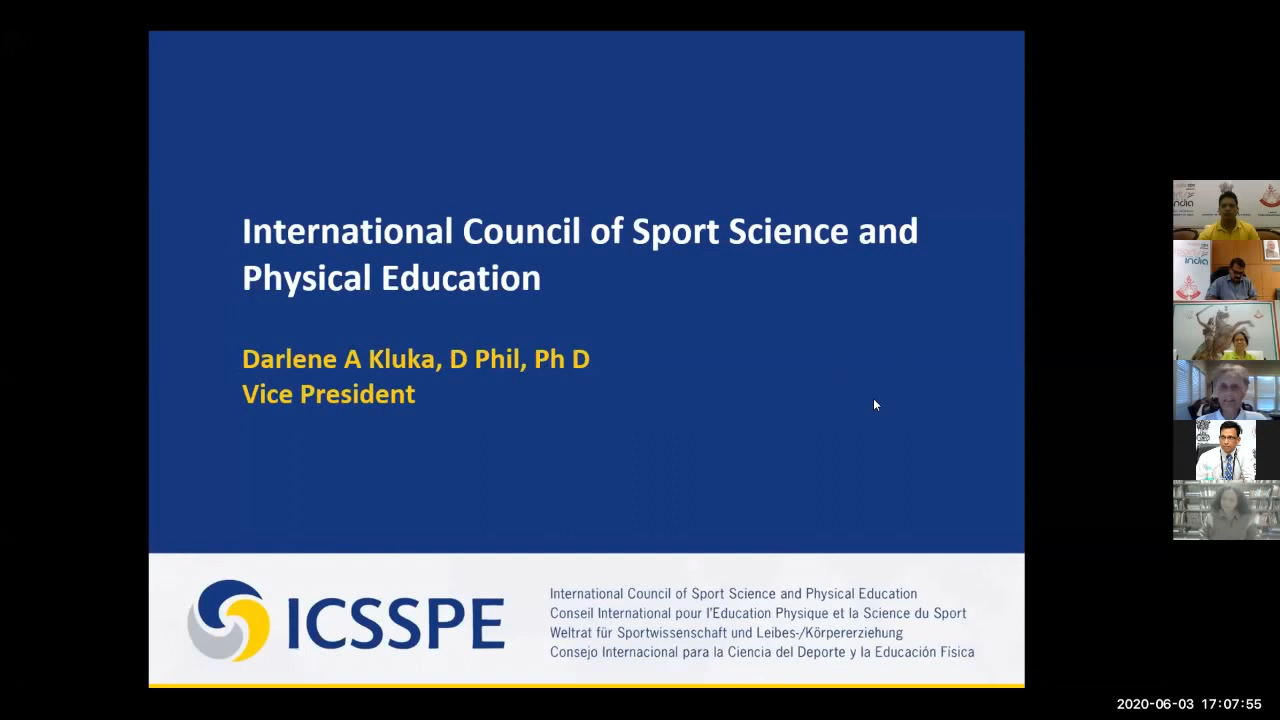 International Council of Sport Science and
Physical Education
Darlene A Kluka, D Phil, Ph D
Vice President
ICSSPE
International Council of Sport Science and Physical Education
Conseil International pour l'Education Physique et la Science du Sport
Weltrat für Sportwissenschaft und Leibes-/Körpererziehung
Consejo Internacional para la Ciencia del Deporte y la Educación Física
india
india
2020-06-03 17:07:55